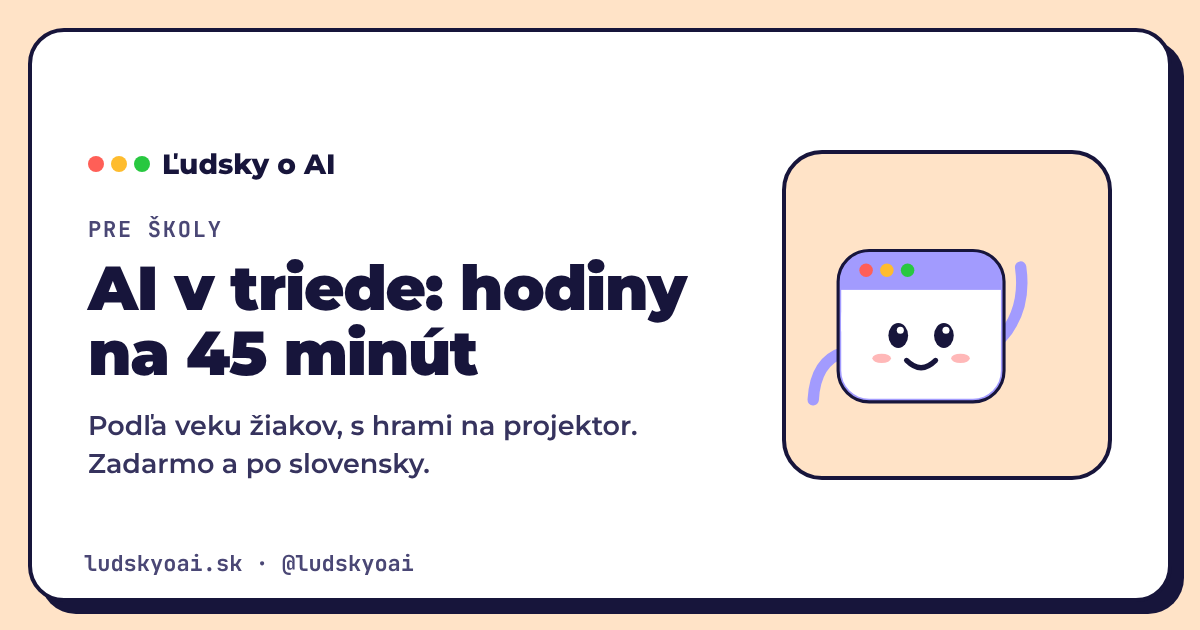 Ľudsky o AI
PRE ŠKOLY
AI v triede: hodiny
na 45 minút
Podľa veku žiakov, s hrami na projektor.
Zadarmo a po slovensky.
ludskyoai.sk · @ludskyoai